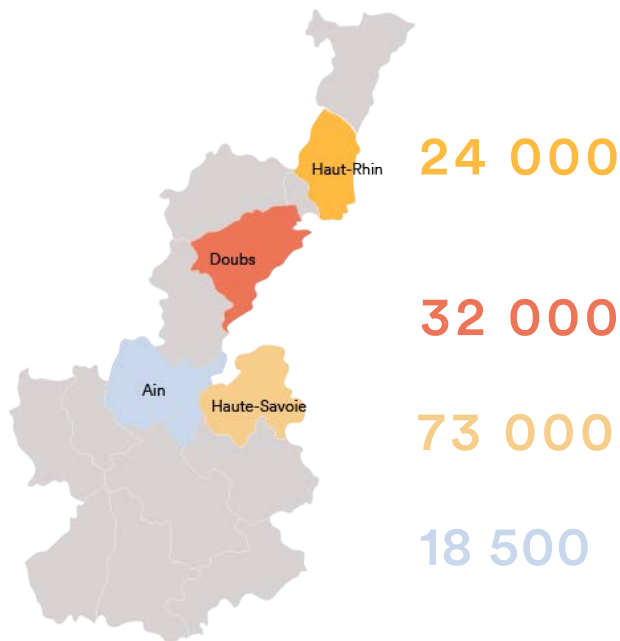 Haut-Rhin
24 000
Doubs
32 000
Ain
Haute-Savoie
73 000
18 500